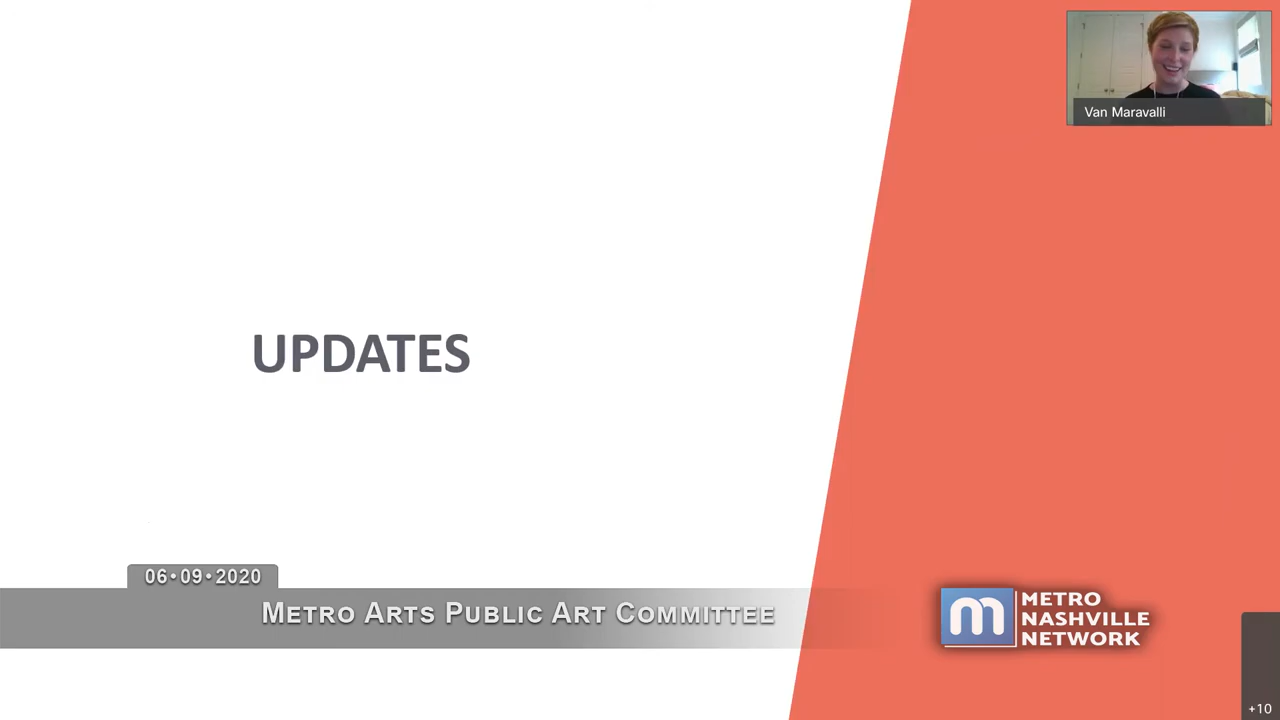 Van Maravalli
UPDATES
06•09•2020
METRO ARTS PUBLIC ART COMMITTEE
m
METRO
NASHVILLE
NETWORK
+10